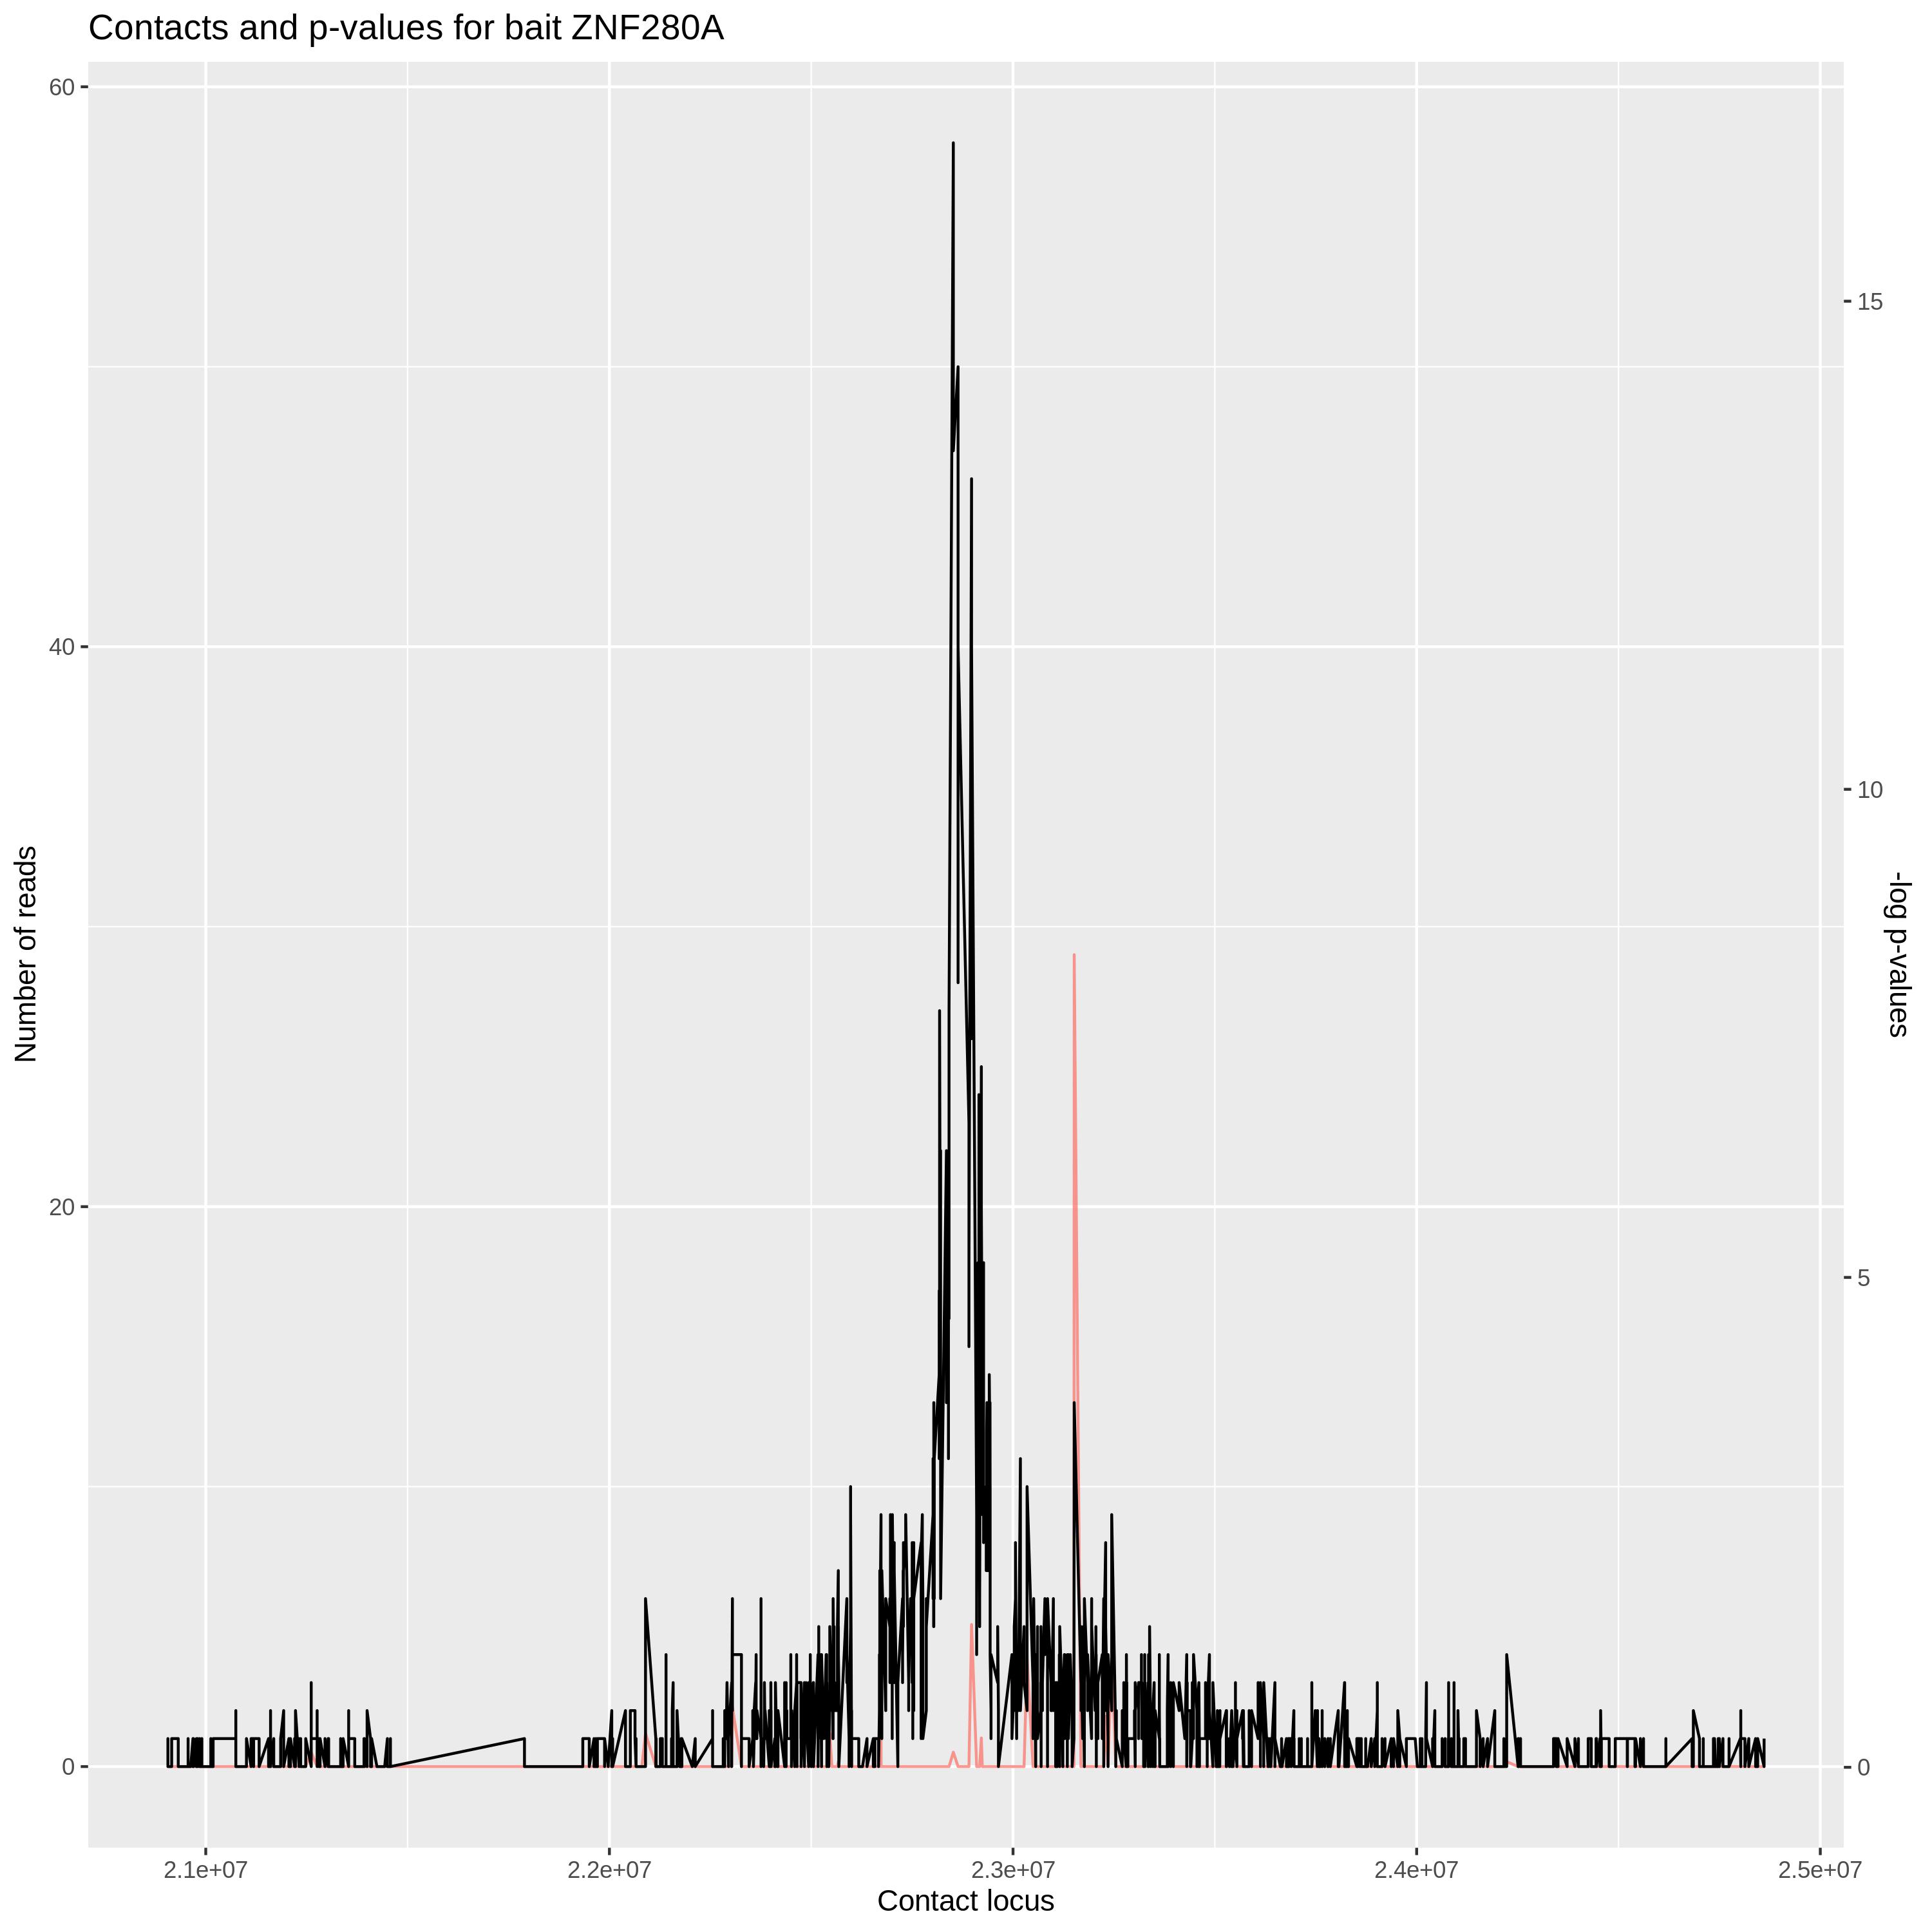 Contacts and p-values for bait ZNF280A
60
40
20
0
15
10
5
0
Number of reads
-log p-values
2.1e+07
2.2e+07
2.3e+07
2.4e+07
2.5e+07
Contact locus